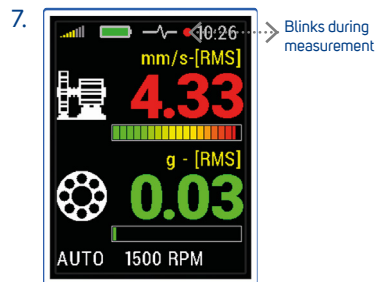 7.
10:26
Blinks during
measurement
mm/s-[RMS]
4.33
g - [RMS]
0.03
AUTO 1500 RPM